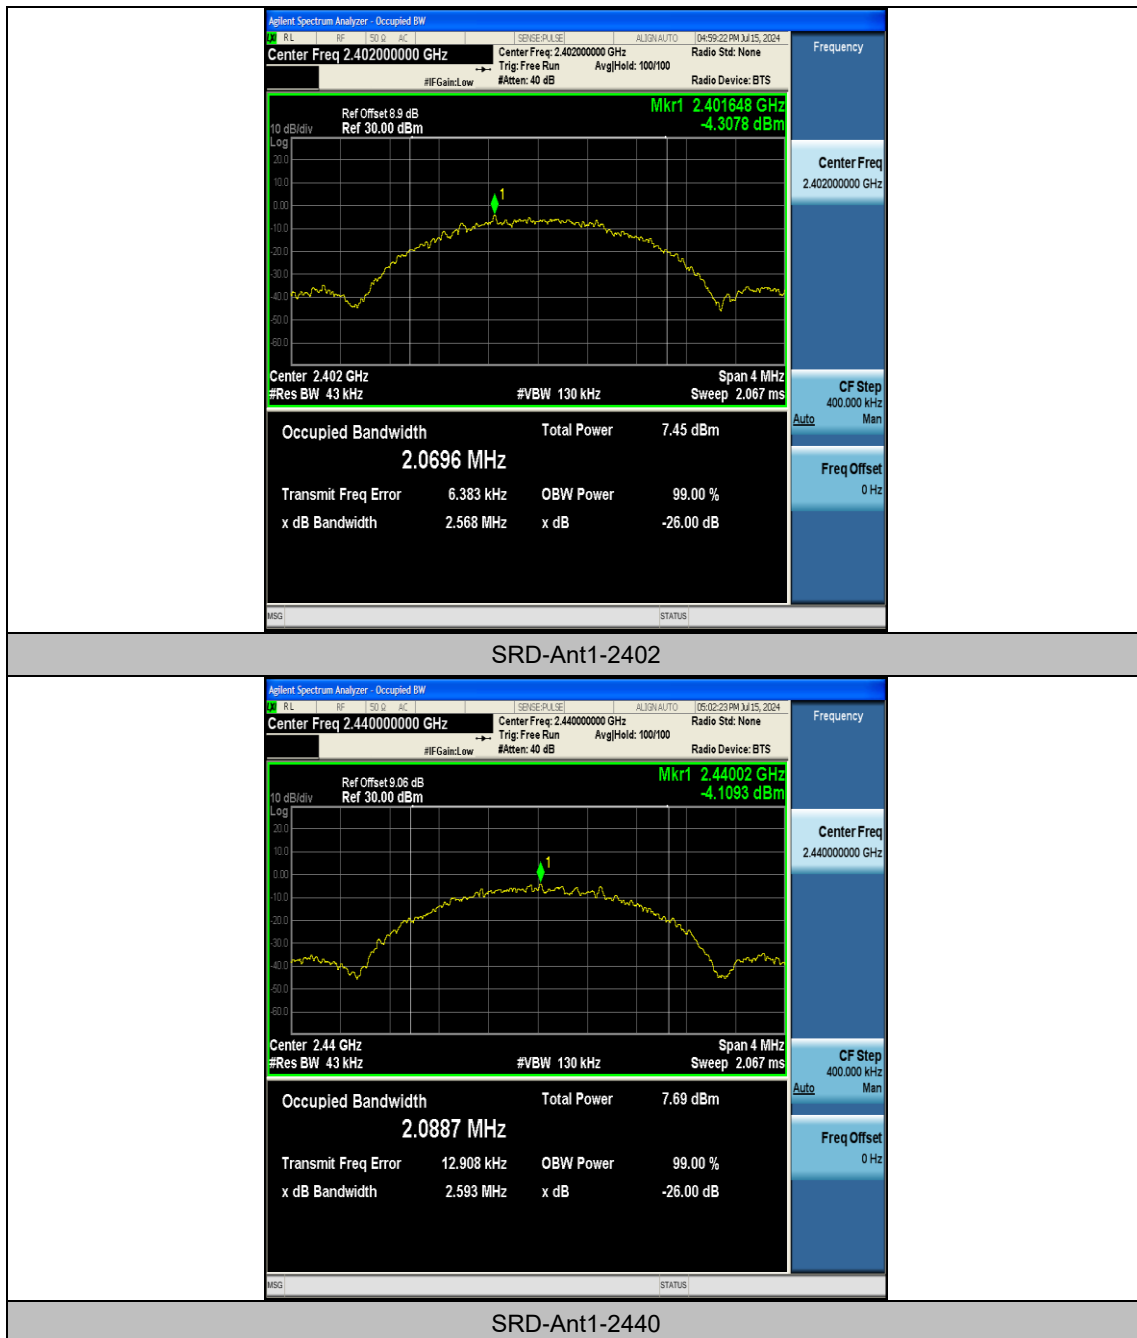 Agilent Spectrum Analyzer - Occupied BW
LXI RL RF 50 Ω AC SENSE:PULSE ALIGN AUTO 04:59:22 PM Jul 15, 2024
Center Freq 2.402000000 GHz
Center Freq: 2.402000000 GHz Radio Std: None
Trig: Free Run Avg|Hold: 100/100
#IFGain:Low #Atten: 40 dB Radio Device: BTS
Frequency
Mkr1 2.401648 GHz
-4.3078 dBm
Ref Offset 8.9 dB
10 dB/div Ref 30.00 dBm
Log
20.0
10.0
0.00
-10.0
-20.0
-30.0
-40.0
-50.0
-60.0
1
Center Freq
2.402000000 GHz
Center 2.402 GHz Span 4 MHz
#Res BW 43 kHz #VBW 130 kHz Sweep 2.067 ms
CF Step
400.000 kHz
Auto Man
Occupied Bandwidth Total Power 7.45 dBm
2.0696 MHz
Freq Offset
0 Hz
Transmit Freq Error 6.383 kHz OBW Power 99.00 %
x dB Bandwidth 2.568 MHz x dB -26.00 dB
MSG STATUS
SRD-Ant1-2402
Agilent Spectrum Analyzer - Occupied BW
LXI RL RF 50 Ω AC SENSE:PULSE ALIGN AUTO 05:02:23 PM Jul 15, 2024
Center Freq 2.440000000 GHz
Center Freq: 2.440000000 GHz Radio Std: None
Trig: Free Run Avg|Hold: 100/100
#IFGain:Low #Atten: 40 dB Radio Device: BTS
Frequency
Mkr1 2.44002 GHz
-4.1093 dBm
Ref Offset 9.06 dB
10 dB/div Ref 30.00 dBm
Log
20.0
10.0
0.00
-10.0
-20.0
-30.0
-40.0
-50.0
-60.0
1
Center Freq
2.440000000 GHz
Center 2.44 GHz Span 4 MHz
#Res BW 43 kHz #VBW 130 kHz Sweep 2.067 ms
CF Step
400.000 kHz
Auto Man
Occupied Bandwidth Total Power 7.69 dBm
2.0887 MHz
Freq Offset
0 Hz
Transmit Freq Error 12.908 kHz OBW Power 99.00 %
x dB Bandwidth 2.593 MHz x dB -26.00 dB
MSG STATUS
SRD-Ant1-2440